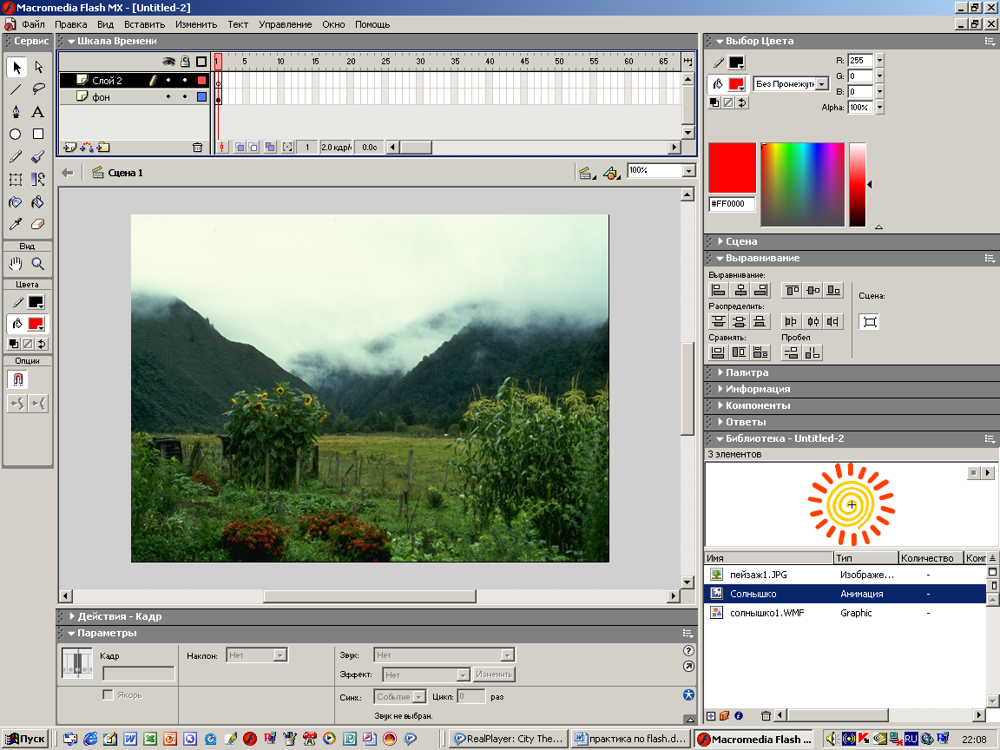 Macromedia Flash MX - [Untitled-2]
Файл Правка Вид Вставить Изменить Текст Управление Окно Помощь
Сервис
Шкала Времени
Выбор Цвета
1 5 10 15 20 25 30 35 40 45 50 55 60 65
Слой 2
фон
1 2.0 кдр/ 0.0с
R: 255
G: 0
B: 0
Без Промежутк
Alpha: 100%
Сцена 1
100%
#FF0000
Вид
Цвета
Опции
Сцена
Выравнивание
Выравнивание:
Распределить:
Сравнять:
Пробел
Сцена:
Палитра
Информация
Компоненты
Ответы
Библиотека - Untitled-2
3 элементов
Имя Тип Количество Комп
пейзаж1.JPG Изображе... -
Солнышко Анимация -
солнышко1.WMF Graphic -
Действия - Кадр
Параметры
Кадр
Якорь
Наклон: Нет
Звук: Нет
Эффект: Нет Изменить
Синх.: Событие Цикл: 0 раз
Звук не выбран.
Пуск
RealPlayer: City The...
практика по flash.d...
Macromedia Flash ...
RU
22:08